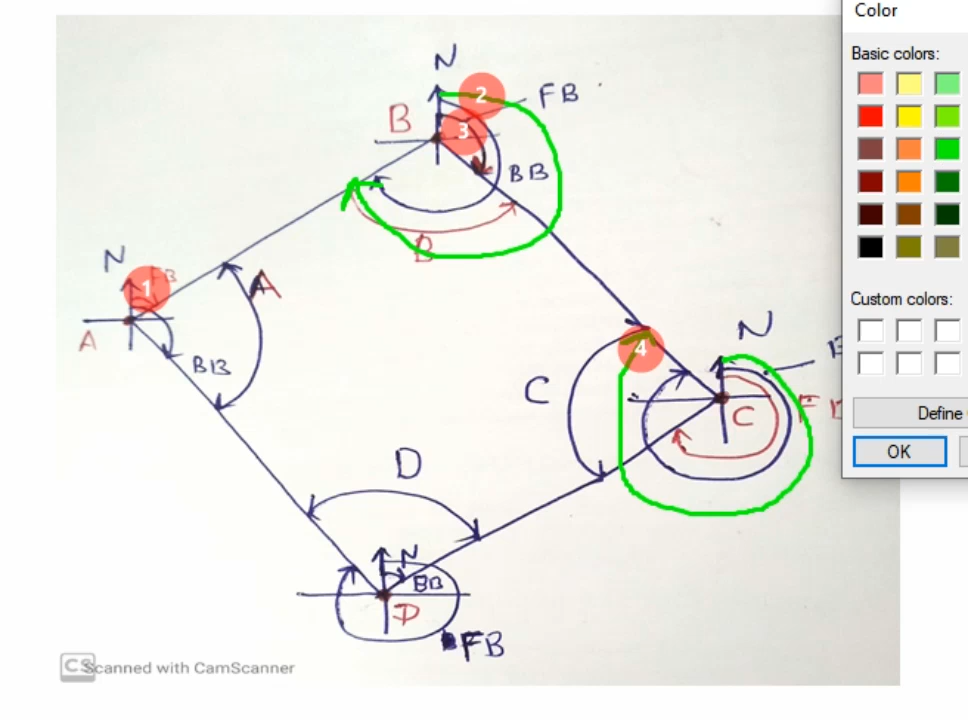 Color
Basic colors:
N
2
FB
B
3
BB
B
N
1
FB
A
A
BB
Custom colors:
N
4
C
C
Define
OK
D
N
BB
D
FB
CS Scanned with CamScanner